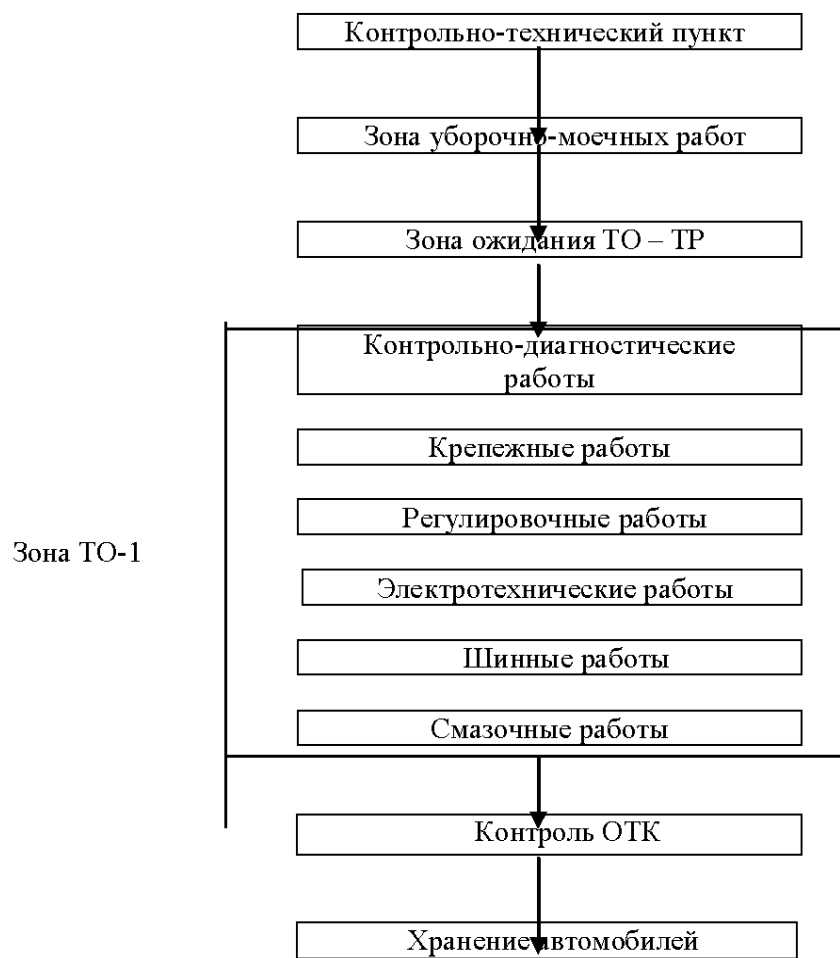 Контрольно-технический пункт
Зона уборочно-моечных работ
Зона ожидания ТО – ТР
Контрольно-диагностические
работы
Крепежные работы
Регулировочные работы
Зона ТО-1
Электротехнические работы
Шинные работы
Смазочные работы
Контроль ОТК
Хранение автомобилей